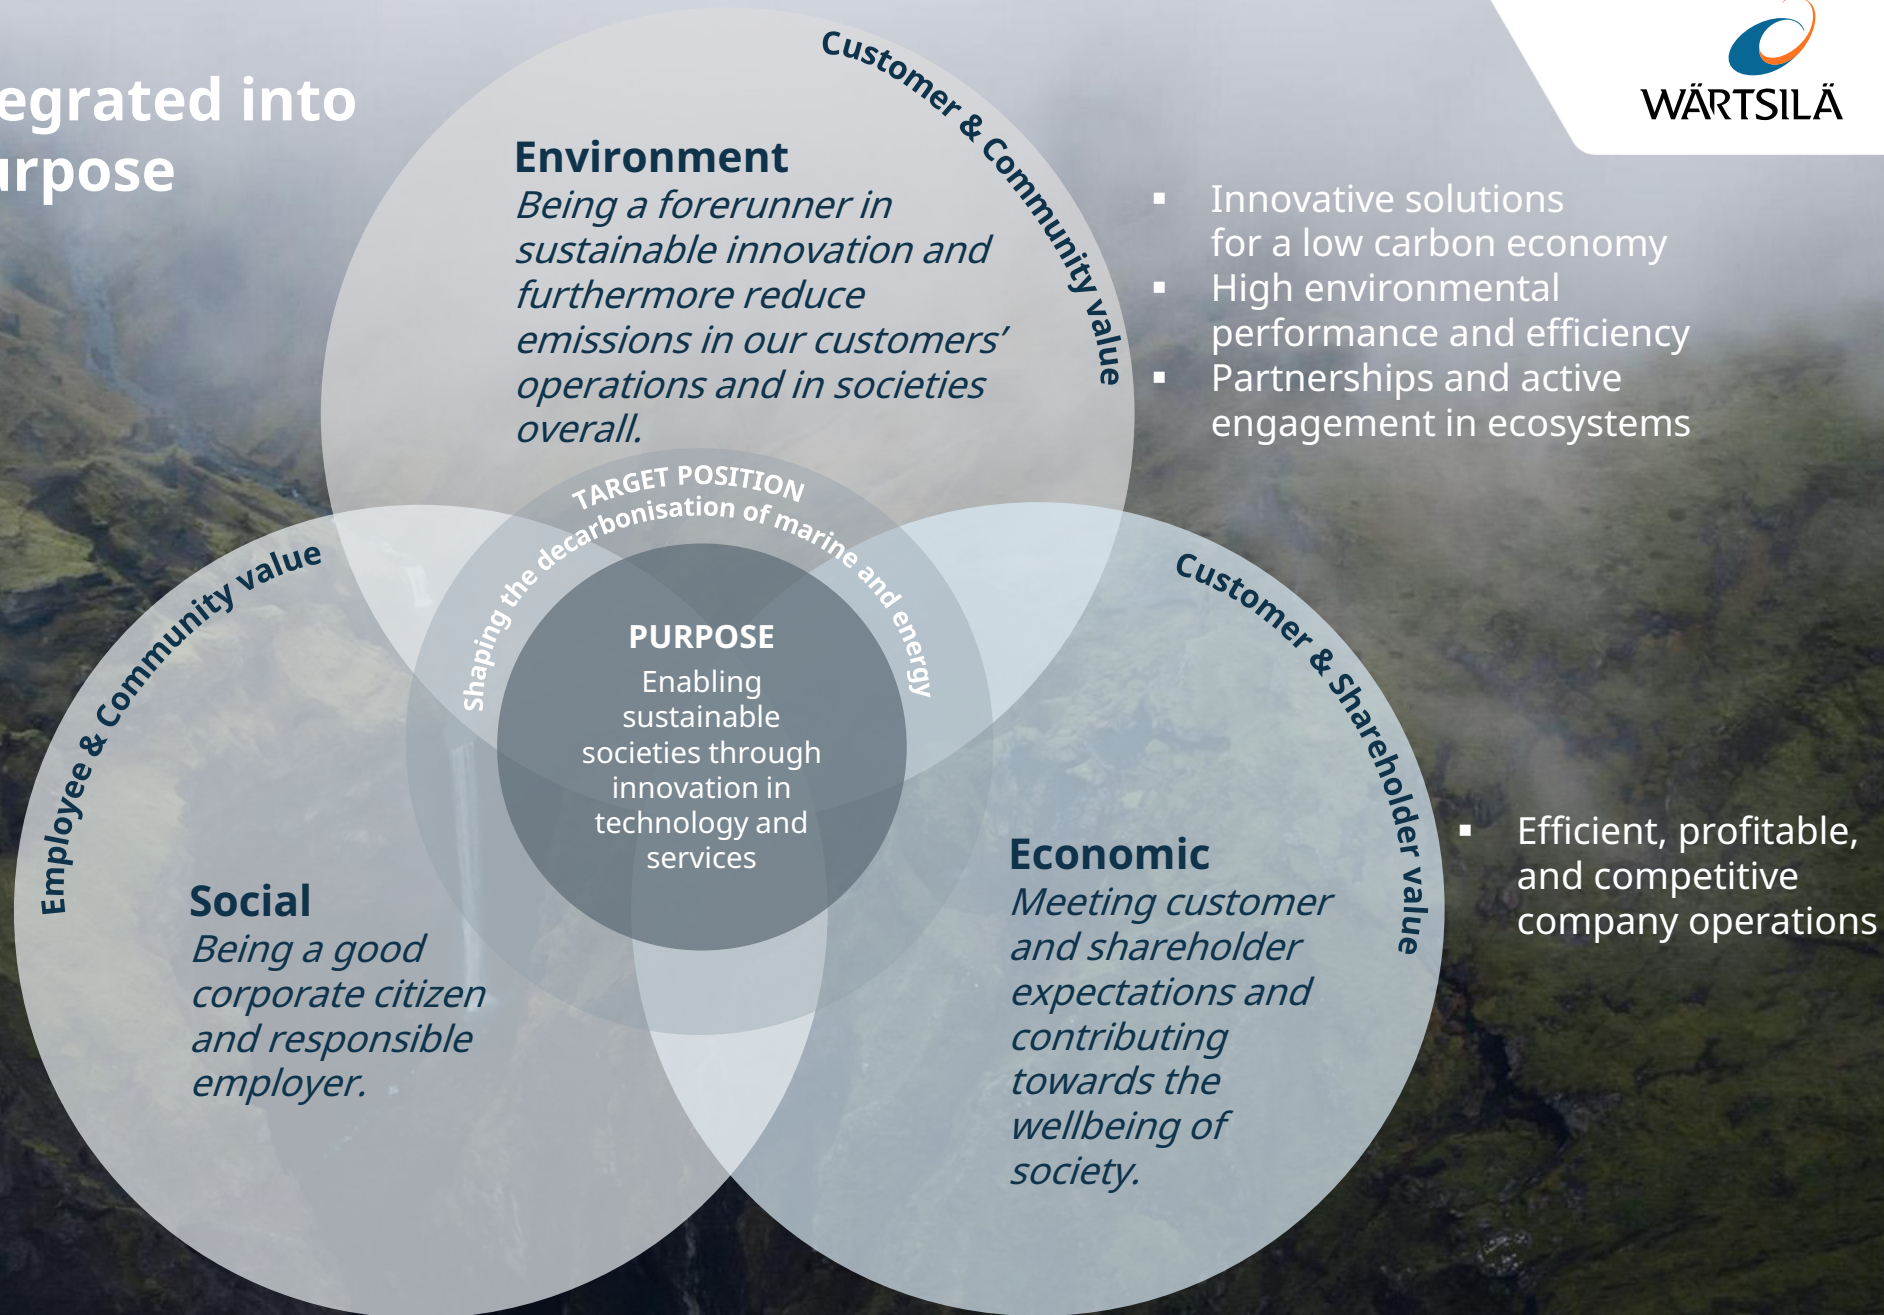 egrated into
urpose
WÄRTSILÄ
Customer & Community value
Environment
Being a forerunner in
sustainable innovation and
furthermore reduce
emissions in our customers’
operations and in societies
overall.
▪ Innovative solutions
for a low carbon economy
▪ High environmental
performance and efficiency
▪ Partnerships and active
engagement in ecosystems
TARGET POSITION
Shaping the decarbonisation of marine and energy
PURPOSE
Enabling
sustainable
societies through
innovation in
technology and
services
Employee & Community value
Social
Being a good
corporate citizen
and responsible
employer.
Customer & Shareholder value
Economic
Meeting customer
and shareholder
expectations and
contributing
towards the
wellbeing of
society.
▪ Efficient, profitable,
and competitive
company operations